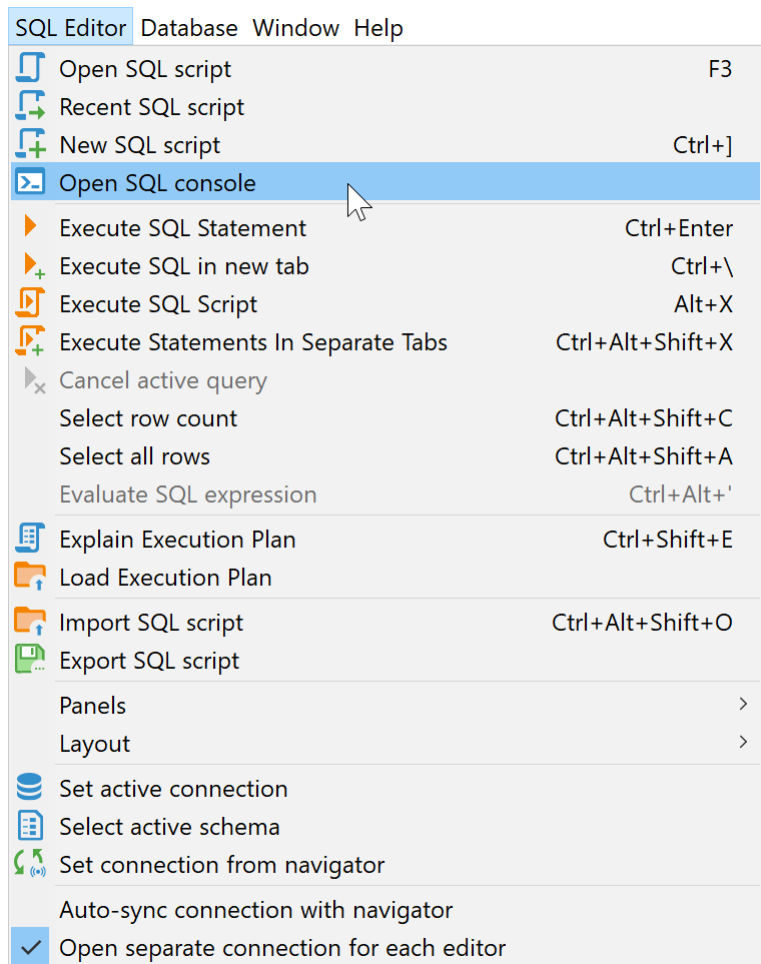 SQL Editor Database Window Help
Open SQL script F3
Recent SQL script
New SQL script Ctrl+]
Open SQL console
Execute SQL Statement Ctrl+Enter
Execute SQL in new tab Ctrl+\
Execute SQL Script Alt+X
Execute Statements In Separate Tabs Ctrl+Alt+Shift+X
Cancel active query
Select row count Ctrl+Alt+Shift+C
Select all rows Ctrl+Alt+Shift+A
Evaluate SQL expression Ctrl+Alt+'
Explain Execution Plan Ctrl+Shift+E
Load Execution Plan
Import SQL script Ctrl+Alt+Shift+O
Export SQL script
Panels
Layout
Set active connection
Select active schema
Set connection from navigator
Auto-sync connection with navigator
Open separate connection for each editor